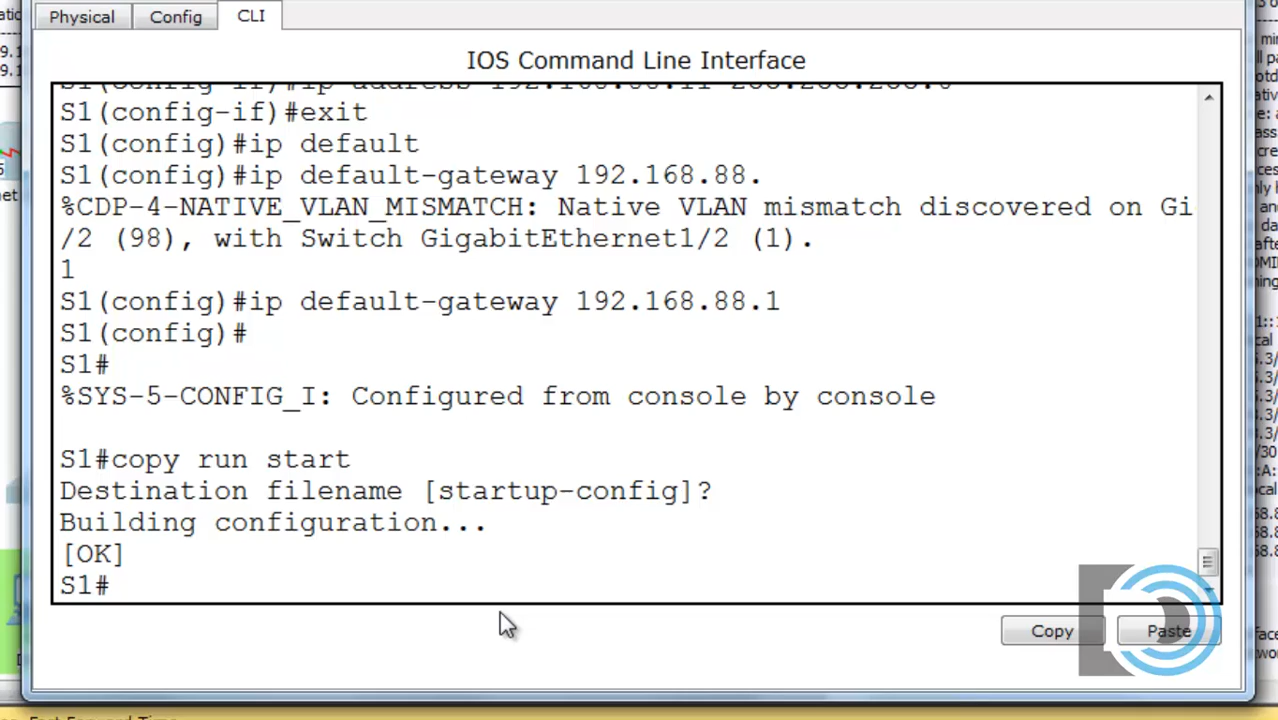 Physical
Config
CLI
IOS Command Line Interface
S1(config-if)#exit
S1(config)#ip default
S1(config)#ip default-gateway 192.168.88.
%CDP-4-NATIVE_VLAN_MISMATCH: Native VLAN mismatch discovered on Gi
/2 (98), with Switch GigabitEthernet1/2 (1).
1
S1(config)#ip default-gateway 192.168.88.1
S1(config)#
S1#
%SYS-5-CONFIG_I: Configured from console by console
S1#copy run start
Destination filename [startup-config]?
Building configuration...
[OK]
S1#
Copy
Paste